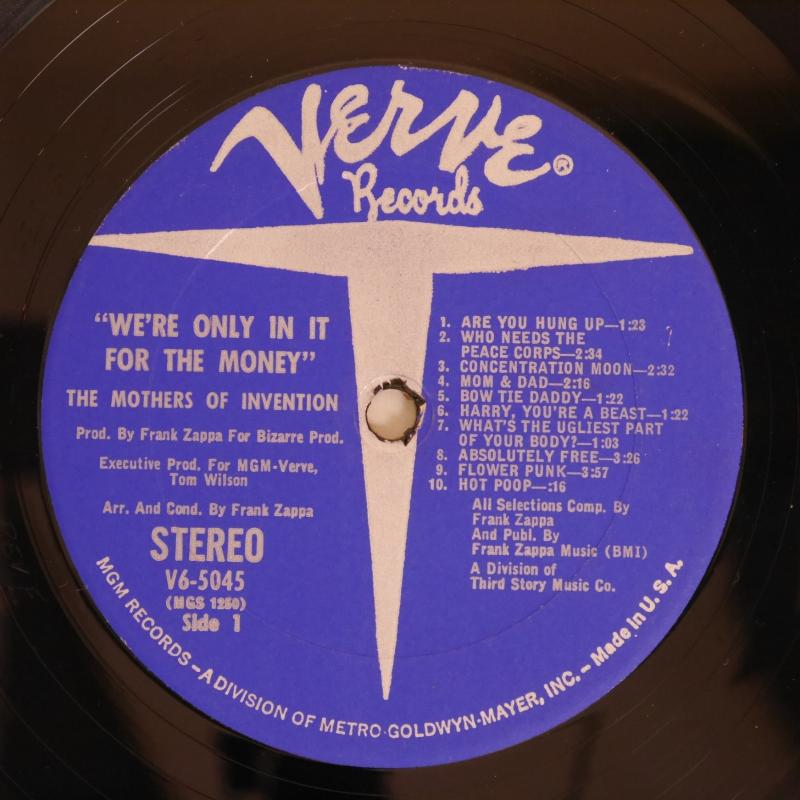 Verve®
Records
"WE'RE ONLY IN IT
FOR THE MONEY"
THE MOTHERS OF INVENTION
Prod. By Frank Zappa For Bizarre Prod.
Executive Prod. For MGM-Verve,
Tom Wilson
Arr. And Cond. By Frank Zappa
STEREO
V6-5045
(MGS 1250)
Side 1
1. ARE YOU HUNG UP—1:23
2. WHO NEEDS THE
PEACE CORPS—2:34
3. CONCENTRATION MOON—2:32
4. MOM & DAD—2:16
5. BOW TIE DADDY—1:22
6. HARRY, YOU'RE A BEAST—1:22
7. WHAT'S THE UGLIEST PART
OF YOUR BODY?—1:03
8. ABSOLUTELY FREE—3:26
9. FLOWER PUNK—3:57
10. HOT POOP—:16
All Selections Comp. By
Frank Zappa
And Publ. By
Frank Zappa Music (BMI)
A Division of
Third Story Music Co.
MGM RECORDS – A DIVISION OF METRO·GOLDWYN-MAYER, INC. – Made In U.S.A.